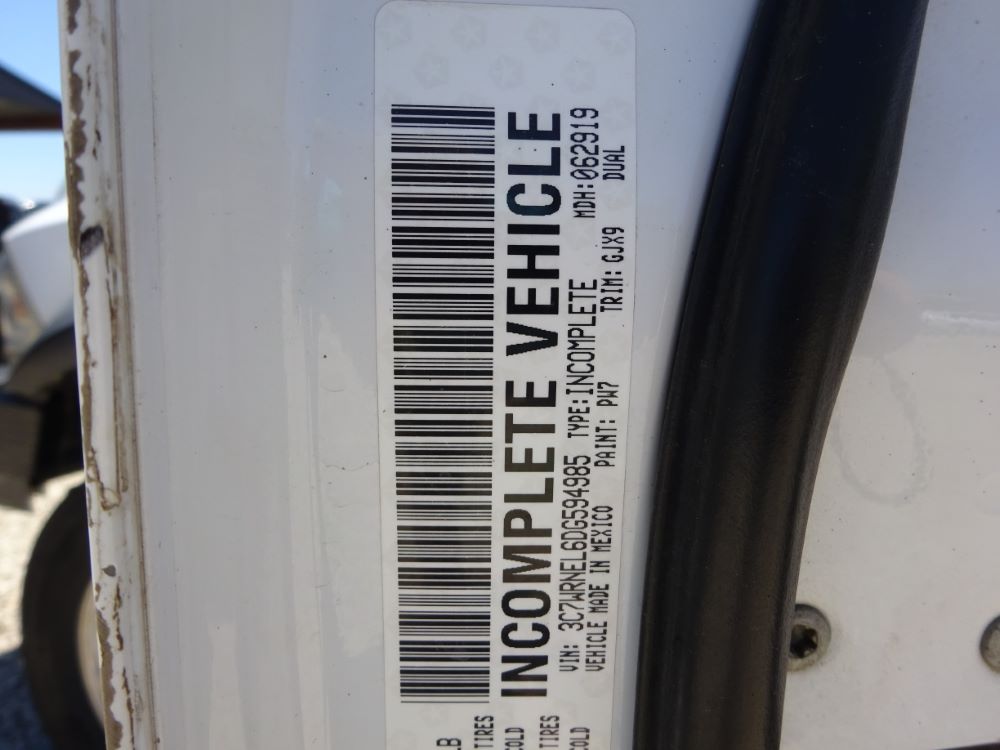 INCOMPLETE VEHICLE
VIN: 3C7WRNEL6DG594985 TYPE: INCOMPLETE MDH: 062919
VEHICLE MADE IN MEXICO PAINT: PW7 TRIM: GJX9 DUAL
LB
TIRES
COLD
TIRES
COLD